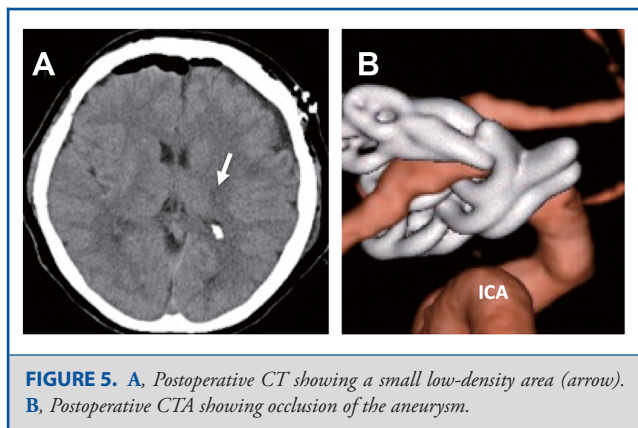 A
B
ICA
FIGURE 5. A, Postoperative CT showing a small low-density area (arrow).
B, Postoperative CTA showing occlusion of the aneurysm.